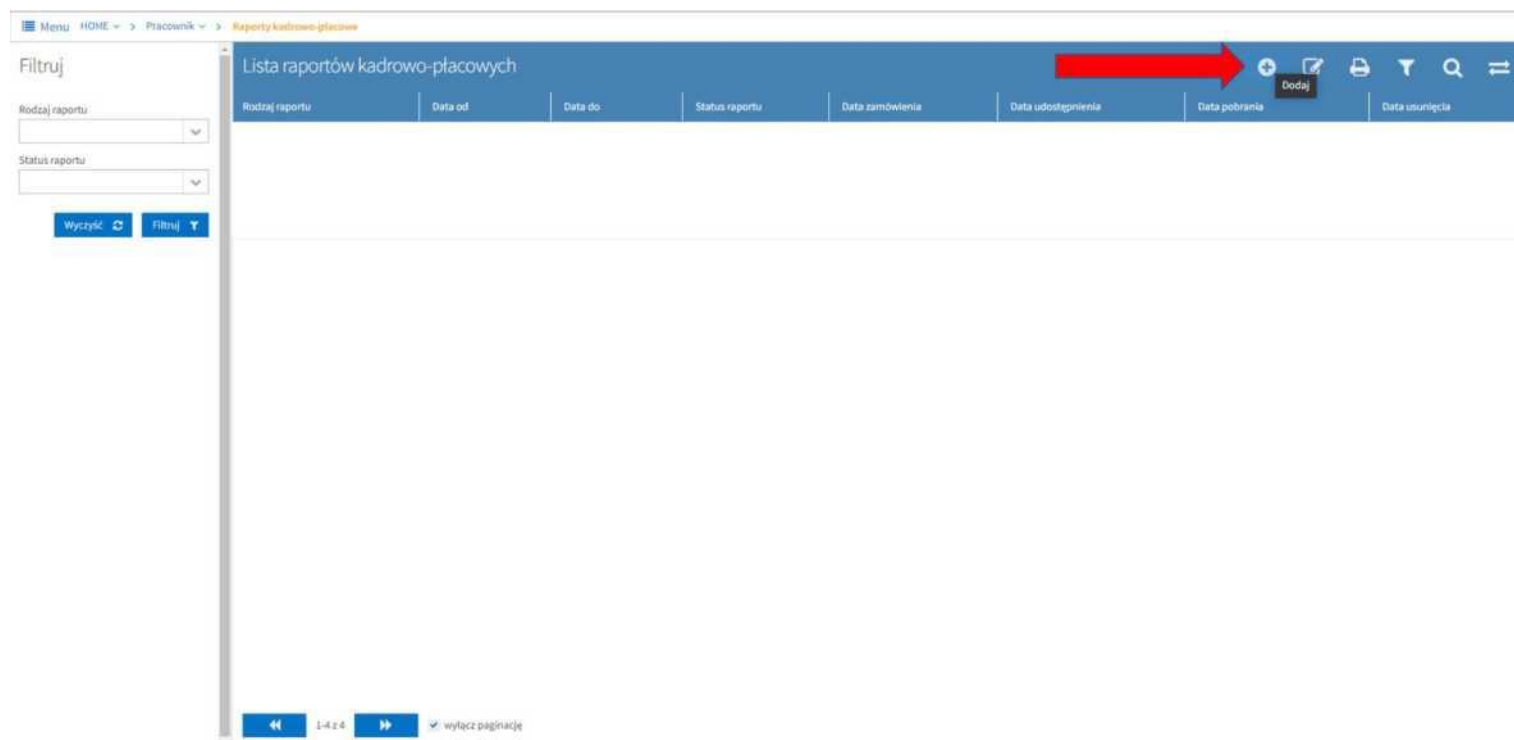 Menu HOME > Pracownik > Raporty kadrowo-płacowe
Filtruj
Rodzaj raportu
Status raportu
Wyczyść Filtruj
Lista raportów kadrowo-płacowych
Dodaj
Rodzaj raportu Data od Data do Status raportu Data zamówienia Data udostępnienia Data pobrania Data usunięcia
1-4 z 4 wyłącz paginację